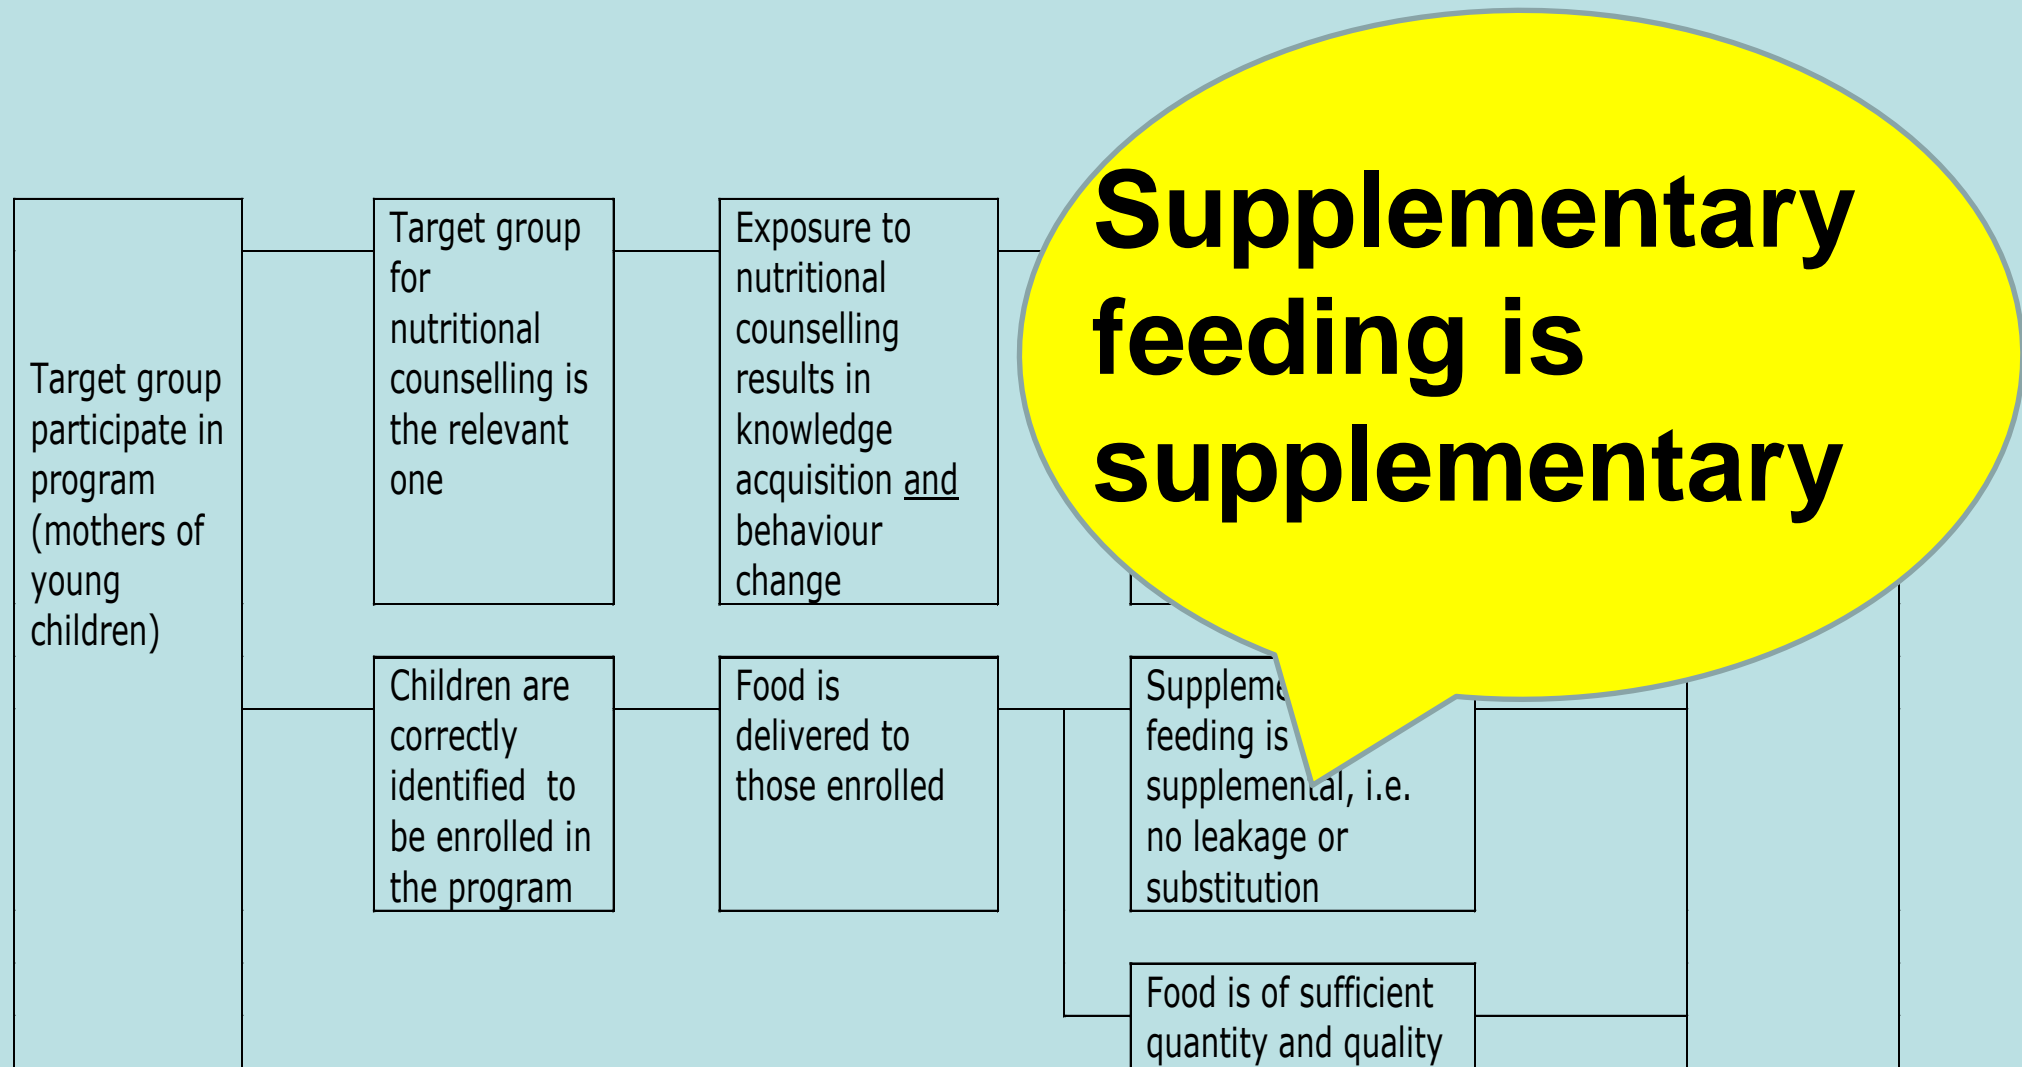 Target group
participate in
program
(mothers of
young
children)
Target group
for
nutritional
counselling is
the relevant
one
Exposure to
nutritional
counselling
results in
knowledge
acquisition and
behaviour
change
Supplementary
feeding is
supplementary
Children are
correctly
identified to
be enrolled in
the program
Food is
delivered to
those enrolled
feeding is
supplemental, i.e.
no leakage or
substitution
Food is of sufficient
quantity and quality